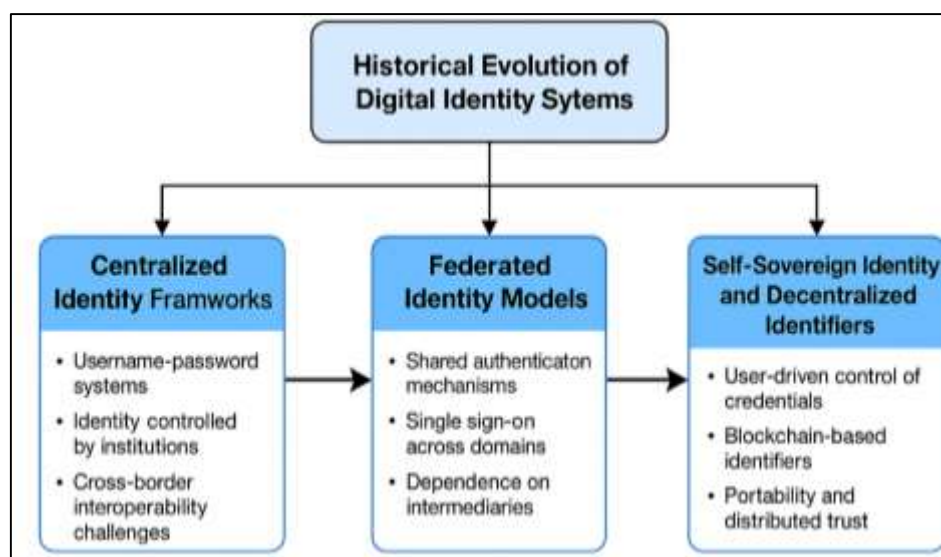 Historical Evolution of
Digital Identity Sytems
Centralized
Identity Framworks
• Username-password
systems
• Identity controlled
by institutions
• Cross-border
interoperability
challenges
Federated
Identity Models
• Shared authenticaton
mechanisms
• Single sign-on
across domains
• Dependence on
intermediaries
Self-Sovereign Identity
and Decentralized
Identifiers
• User-driven control of
credentials
• Blockchain-based
identifiers
• Portability and
distributed trust